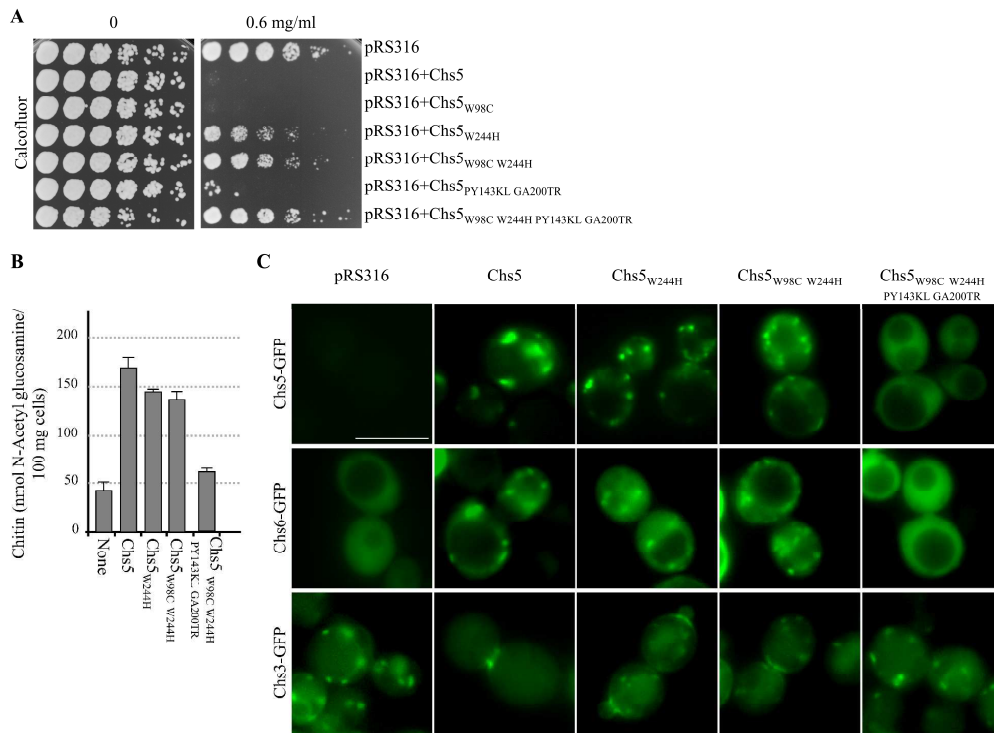 A
0
0.6 mg/ml
Calcofluor
pRS316
pRS316+Chs5
pRS316+Chs5W98C
pRS316+Chs5W244H
pRS316+Chs5W98C W244H
pRS316+Chs5PY143KL GA200TR
pRS316+Chs5W98C W244H PY143KL GA200TR
B
Chitin (nmol N-Acetyl glucosamine/
100 mg cells)
200
150
100
50
0
None
Chs5
Chs5W244H
Chs5W98C W244H
Chs5W98C W244H
PY143KL GA200TR
C
pRS316
Chs5
Chs5W244H
Chs5W98C W244H
Chs5W98C W244H
PY143KL GA200TR
Chs5-GFP
Chs6-GFP
Chs3-GFP